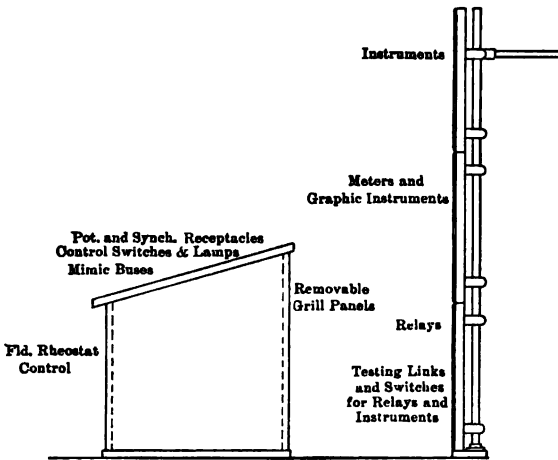 Instruments
Meters and
Graphic Instruments
Pot. and Synch. Receptacles
Control Switches & Lamps
Mimic Buses
Removable
Grill Panels
Relays
Fld. Rheostat
Control
Testing Links
and Switches
for Relays and
Instruments